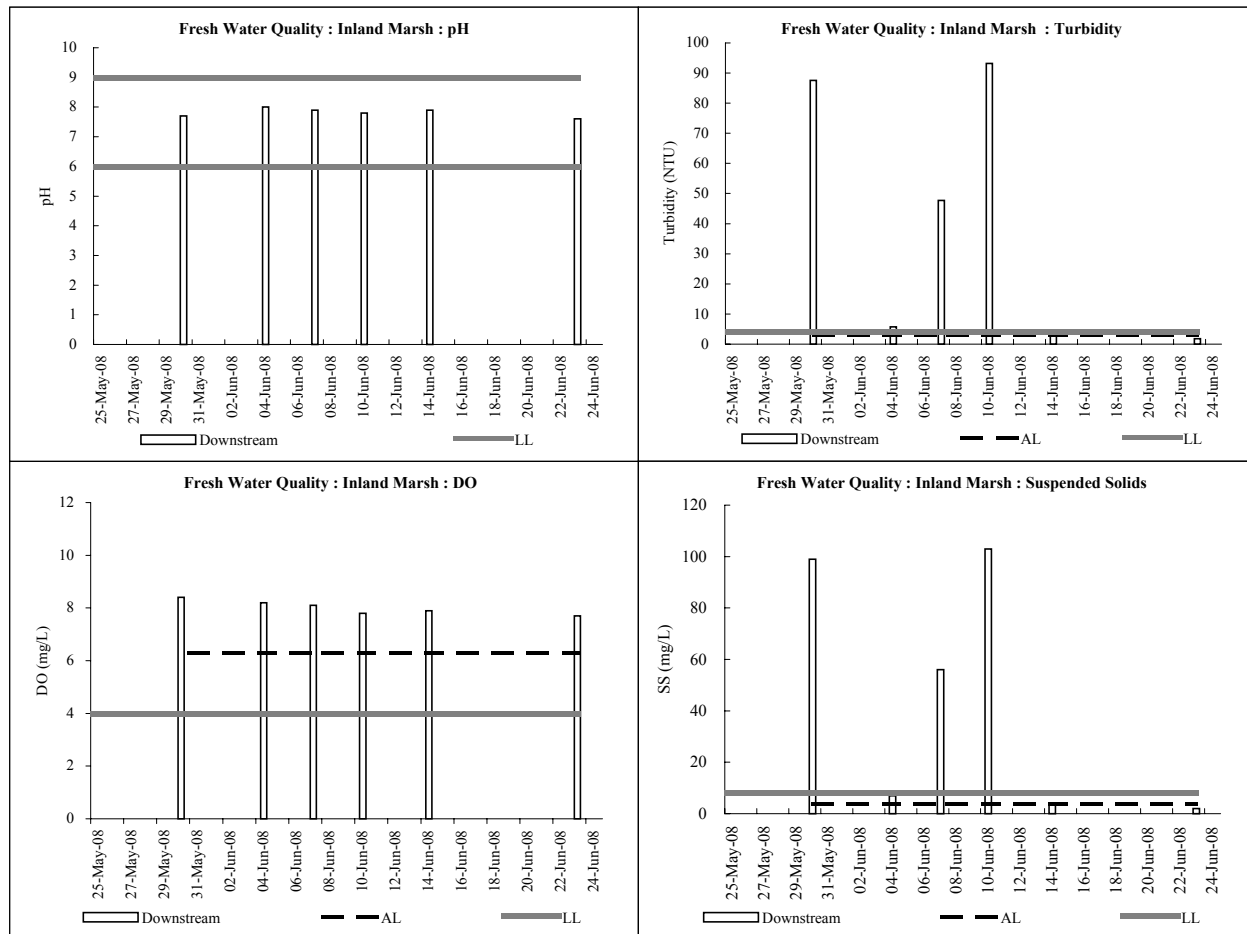 Fresh Water Quality : Inland Marsh : pH
10
9
8
7
6
5
4
3
2
1
0
pH
25-May-08
27-May-08
29-May-08
31-May-08
02-Jun-08
04-Jun-08
06-Jun-08
08-Jun-08
10-Jun-08
12-Jun-08
14-Jun-08
16-Jun-08
18-Jun-08
20-Jun-08
22-Jun-08
24-Jun-08
Downstream LL
Fresh Water Quality : Inland Marsh : Turbidity
100
90
80
70
60
50
40
30
20
10
0
Turbidity (NTU)
25-May-08
27-May-08
29-May-08
31-May-08
02-Jun-08
04-Jun-08
06-Jun-08
08-Jun-08
10-Jun-08
12-Jun-08
14-Jun-08
16-Jun-08
18-Jun-08
20-Jun-08
22-Jun-08
24-Jun-08
Downstream AL LL
Fresh Water Quality : Inland Marsh : DO
12
10
8
6
4
2
0
DO (mg/L)
25-May-08
27-May-08
29-May-08
31-May-08
02-Jun-08
04-Jun-08
06-Jun-08
08-Jun-08
10-Jun-08
12-Jun-08
14-Jun-08
16-Jun-08
18-Jun-08
20-Jun-08
22-Jun-08
24-Jun-08
Downstream AL LL
Fresh Water Quality : Inland Marsh : Suspended Solids
120
100
80
60
40
20
0
SS (mg/L)
25-May-08
27-May-08
29-May-08
31-May-08
02-Jun-08
04-Jun-08
06-Jun-08
08-Jun-08
10-Jun-08
12-Jun-08
14-Jun-08
16-Jun-08
18-Jun-08
20-Jun-08
22-Jun-08
24-Jun-08
Downstream AL LL